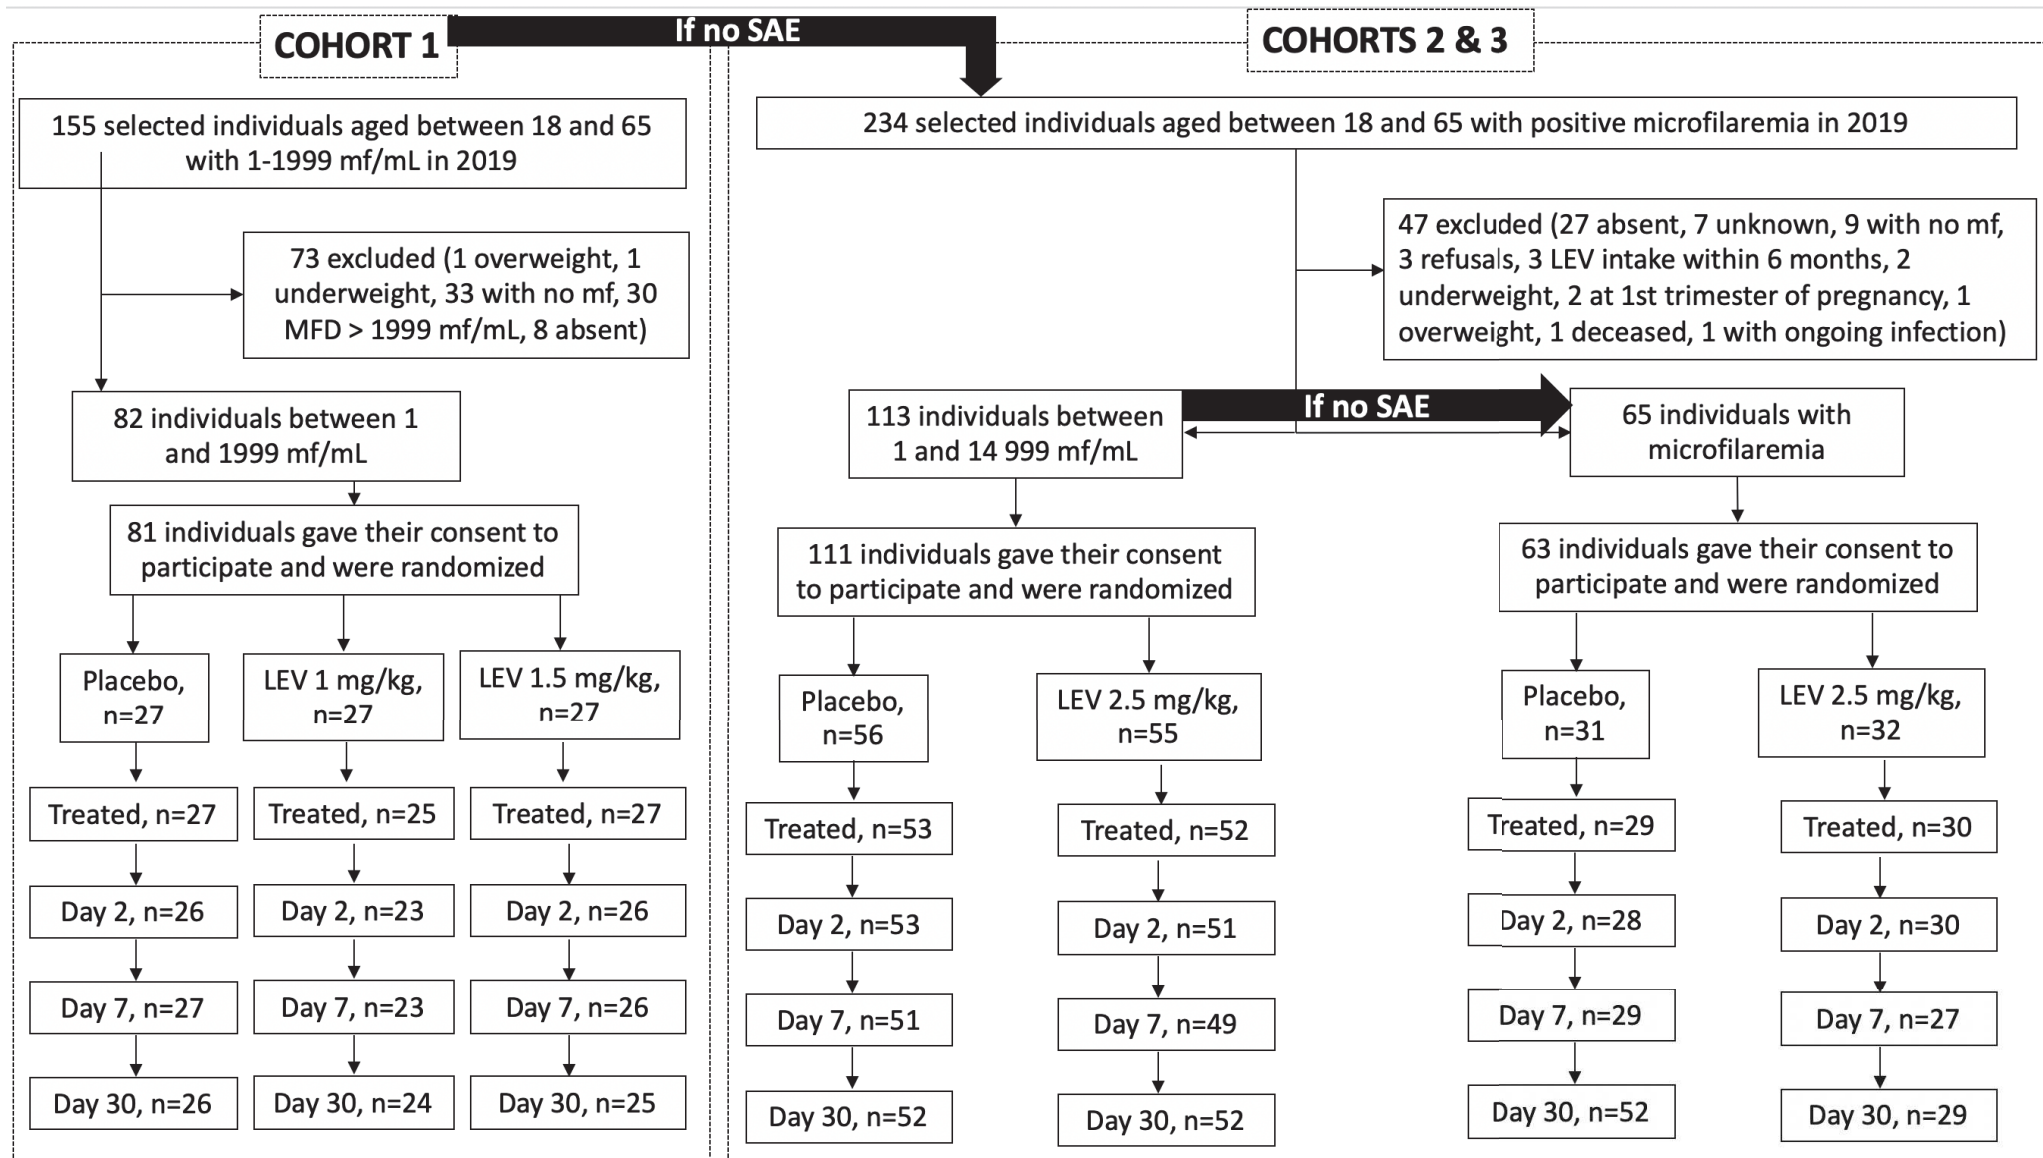 COHORT 1
If no SAE
COHORTS 2 & 3
155 selected individuals aged between 18 and 65
with 1-1999 mf/mL in 2019
73 excluded (1 overweight, 1
underweight, 33 with no mf, 30
MFD > 1999 mf/mL, 8 absent)
82 individuals between 1
and 1999 mf/mL
81 individuals gave their consent to
participate and were randomized
Placebo,
n=27
LEV 1 mg/kg,
n=27
LEV 1.5 mg/kg,
n=27
Treated, n=27
Treated, n=25
Treated, n=27
Day 2, n=26
Day 2, n=23
Day 2, n=26
Day 7, n=27
Day 7, n=23
Day 7, n=26
Day 30, n=26
Day 30, n=24
Day 30, n=25
234 selected individuals aged between 18 and 65 with positive microfilaremia in 2019
47 excluded (27 absent, 7 unknown, 9 with no mf,
3 refusals, 3 LEV intake within 6 months, 2
underweight, 2 at 1st trimester of pregnancy, 1
overweight, 1 deceased, 1 with ongoing infection)
113 individuals between
1 and 14 999 mf/mL
If no SAE
65 individuals with
microfilaremia
111 individuals gave their consent
to participate and were randomized
63 individuals gave their consent to
participate and were randomized
Placebo,
n=56
LEV 2.5 mg/kg,
n=55
Placebo,
n=31
LEV 2.5 mg/kg,
n=32
Treated, n=53
Treated, n=52
Treated, n=29
Treated, n=30
Day 2, n=53
Day 2, n=51
Day 2, n=28
Day 2, n=30
Day 7, n=51
Day 7, n=49
Day 7, n=29
Day 7, n=27
Day 30, n=52
Day 30, n=52
Day 30, n=52
Day 30, n=29